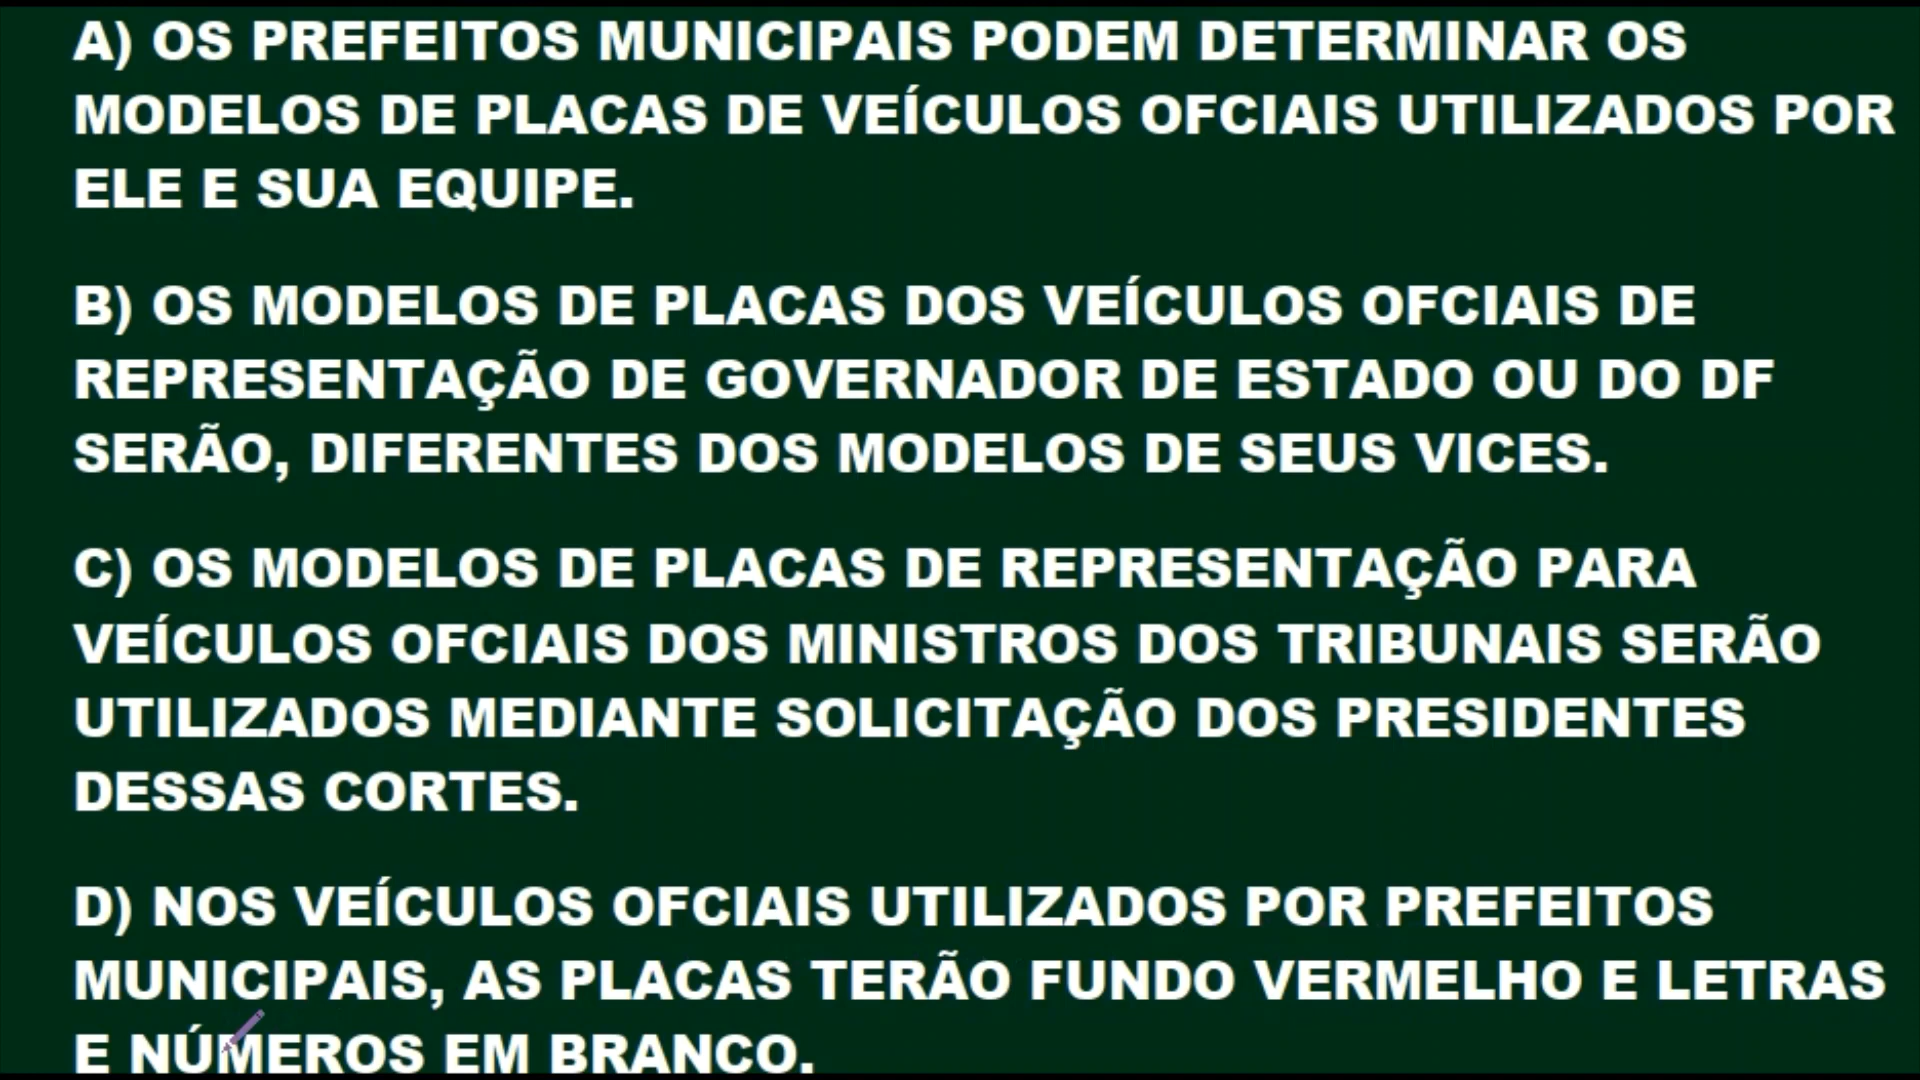 A) OS PREFEITOS MUNICIPAIS PODEM DETERMINAR OS
MODELOS DE PLACAS DE VEÍCULOS OFCIAIS UTILIZADOS POR
ELE E SUA EQUIPE.
B) OS MODELOS DE PLACAS DOS VEÍCULOS OFCIAIS DE
REPRESENTAÇÃO DE GOVERNADOR DE ESTADO OU DO DF
SERÃO, DIFERENTES DOS MODELOS DE SEUS VICES.
C) OS MODELOS DE PLACAS DE REPRESENTAÇÃO PARA
VEÍCULOS OFCIAIS DOS MINISTROS DOS TRIBUNAIS SERÃO
UTILIZADOS MEDIANTE SOLICITAÇÃO DOS PRESIDENTES
DESSAS CORTES.
D) NOS VEÍCULOS OFCIAIS UTILIZADOS POR PREFEITOS
MUNICIPAIS, AS PLACAS TERÃO FUNDO VERMELHO E LETRAS
E NÚMEROS EM BRANCO.